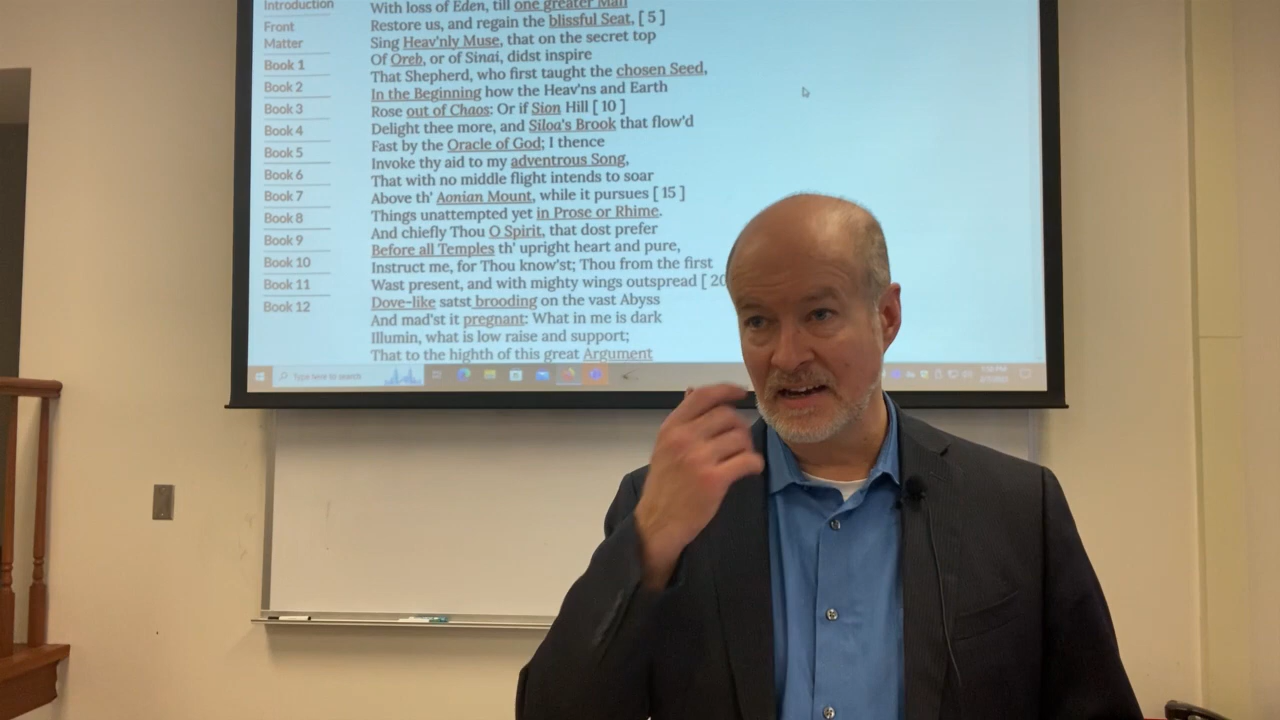 Introduction
Front
Matter
Book 1
Book 2
Book 3
Book 4
Book 5
Book 6
Book 7
Book 8
Book 9
Book 10
Book 11
Book 12
With loss of Eden, till one greater Man
Restore us, and regain the blissful Seat, [ 5 ]
Sing Heav'nly Muse, that on the secret top
Of Oreb, or of Sinai, didst inspire
That Shepherd, who first taught the chosen Seed,
In the Beginning how the Heav'ns and Earth
Rose out of Chaos: Or if Sion Hill [ 10 ]
Delight thee more, and Siloa's Brook that flow'd
Fast by the Oracle of God; I thence
Invoke thy aid to my adventrous Song,
That with no middle flight intends to soar
Above th' Aonian Mount, while it pursues [ 15 ]
Things unattempted yet in Prose or Rhime.
And chiefly Thou O Spirit, that dost prefer
Before all Temples th' upright heart and pure,
Instruct me, for Thou know'st; Thou from the first
Wast present, and with mighty wings outspread [ 20
Dove-like satst brooding on the vast Abyss
And mad'st it pregnant: What in me is dark
Illumin, what is low raise and support;
That to the highth of this great Argument
Type here to search